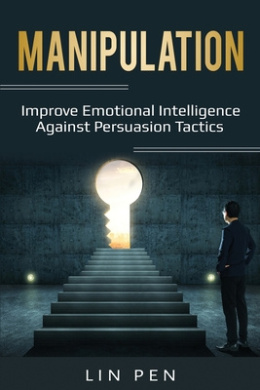 MANIPULATION
Improve Emotional Intelligence
Against Persuasion Tactics
LIN PEN